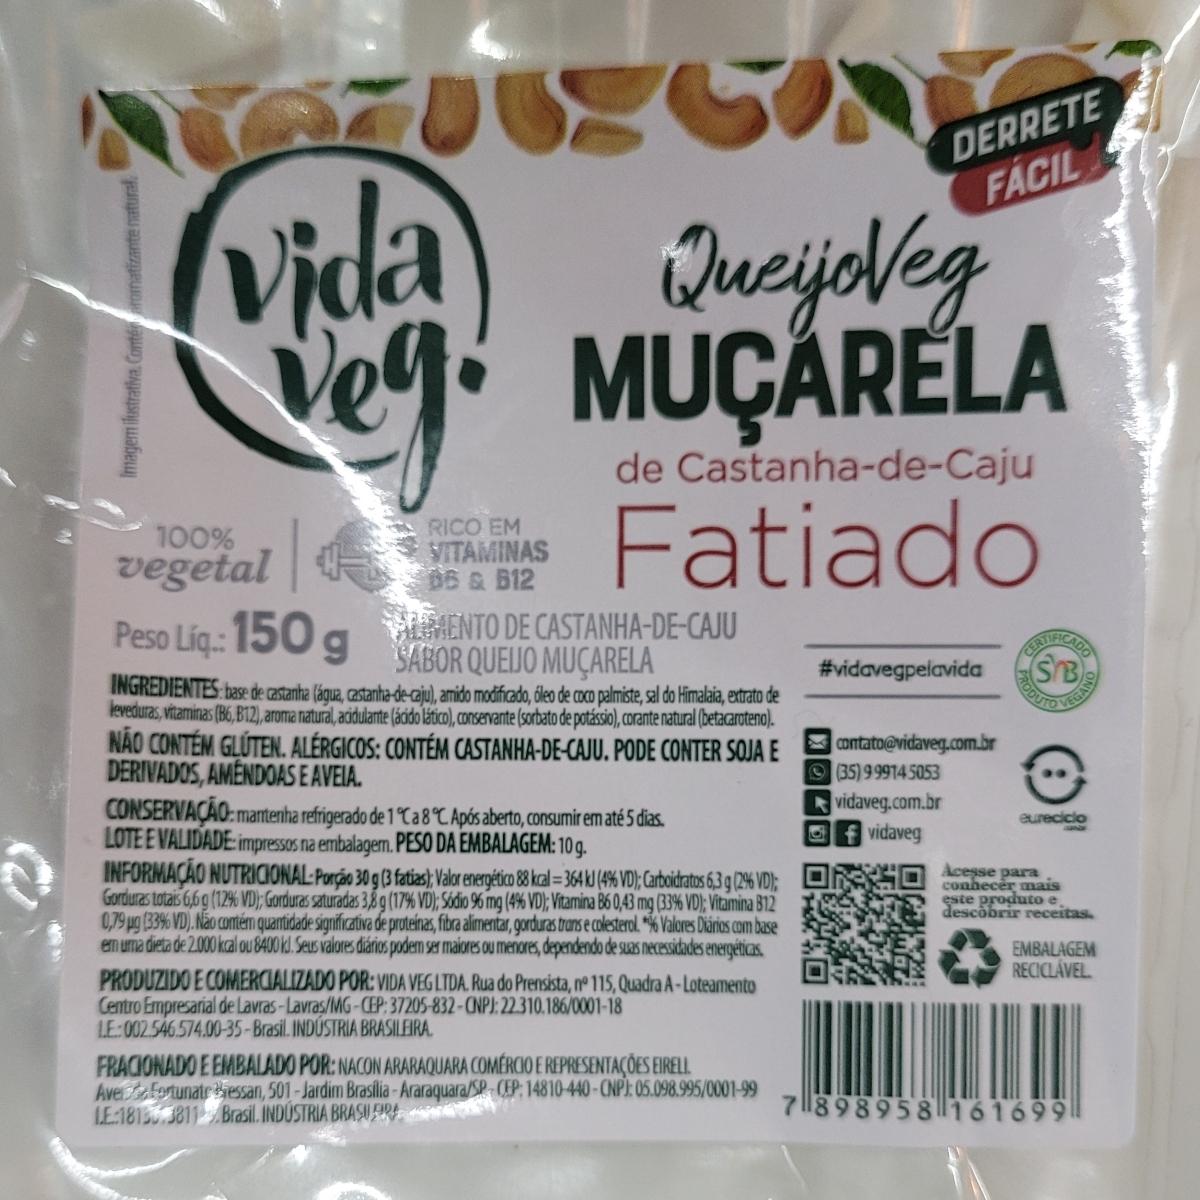 DERRETE
FÁCIL
vida
veg.
QueijoVeg
MUÇARELA
de Castanha-de-Caju
Fatiado
Imagem ilustrativa. Contém aromatizante natural.
100%
vegetal
RICO EM
VITAMINAS
B6 & B12
Peso Líq.: 150 g
ALIMENTO DE CASTANHA-DE-CAJU
SABOR QUEIJO MUÇARELA
#vidavegpelavida
CERTIFICADO
SVB
PRODUTO VEGANO
INGREDIENTES: base de castanha (água, castanha-de-caju), amido modificado, óleo de coco palmiste, sal do Himalaia, extrato de
leveduras, vitaminas (B6, B12), aroma natural, acidulante (ácido lático), conservante (sorbato de potássio), corante natural (betacaroteno).
NÃO CONTÉM GLÚTEN. ALÉRGICOS: CONTÉM CASTANHA-DE-CAJU. PODE CONTER SOJA E
DERIVADOS, AMÊNDOAS E AVEIA.
CONSERVAÇÃO: mantenha refrigerado de 1 °C a 8 °C. Após aberto, consumir em até 5 dias.
LOTE E VALIDADE: impressos na embalagem. PESO DA EMBALAGEM: 10 g.
INFORMAÇÃO NUTRICIONAL: Porção 30 g (3 fatias); Valor energético 88 kcal = 364 kJ (4% VD); Carboidratos 6,3 g (2% VD);
Gorduras totais 6,6 g (12% VD); Gorduras saturadas 3,8 g (17% VD); Sódio 96 mg (4% VD); Vitamina B6 0,43 mg (33% VD); Vitamina B12
0,79 µg (33% VD). Não contém quantidade significativa de proteínas, fibra alimentar, gorduras trans e colesterol. *% Valores Diários com base
em uma dieta de 2.000 kcal ou 8400 kJ. Seus valores diários podem ser maiores ou menores, dependendo de suas necessidades energéticas.
PRODUZIDO E COMERCIALIZADO POR: VIDA VEG LTDA. Rua do Prensista, nº 115, Quadra A - Loteamento
Centro Empresarial de Lavras - Lavras/MG - CEP: 37205-832 - CNPJ: 22.310.186/0001-18
I.E.: 002.546.574.00-35 - Brasil. INDÚSTRIA BRASILEIRA.
FRACIONADO E EMBALADO POR: NACON ARARAQUARA COMÉRCIO E REPRESENTAÇÕES EIRELL
Avenida Fortunato Bressan, 501 - Jardim Brasília - Araraquara/SP - CEP: 14810-440 - CNPJ: 05.098.995/0001-99
Brasil. INDÚSTRIA BRASILEIRA
contato@vidaveg.com.br
(35) 9 9914 5053
vidaveg.com.br
vidaveg
eureciclo
Acesse para
conhecer mais
este produto e
descobrir receitas.
EMBALAGEM
RECICLÁVEL.
7 898958 161699